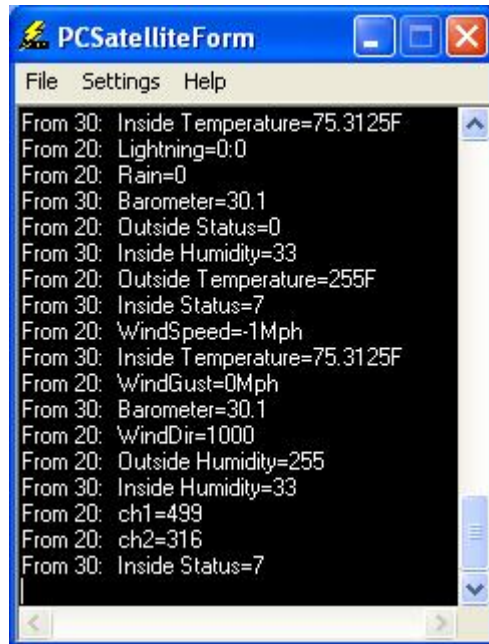 PCSatelliteForm
File Settings Help
From 30: Inside Temperature=75.3125F
From 20: Lightning=0:0
From 20: Rain=0
From 30: Barometer=30.1
From 20: Outside Status=0
From 30: Inside Humidity=33
From 20: Outside Temperature=255F
From 30: Inside Status=7
From 20: WindSpeed=-1Mph
From 30: Inside Temperature=75.3125F
From 20: WindGust=0Mph
From 30: Barometer=30.1
From 20: WindDir=1000
From 20: Outside Humidity=255
From 30: Inside Humidity=33
From 20: ch1=499
From 20: ch2=316
From 30: Inside Status=7